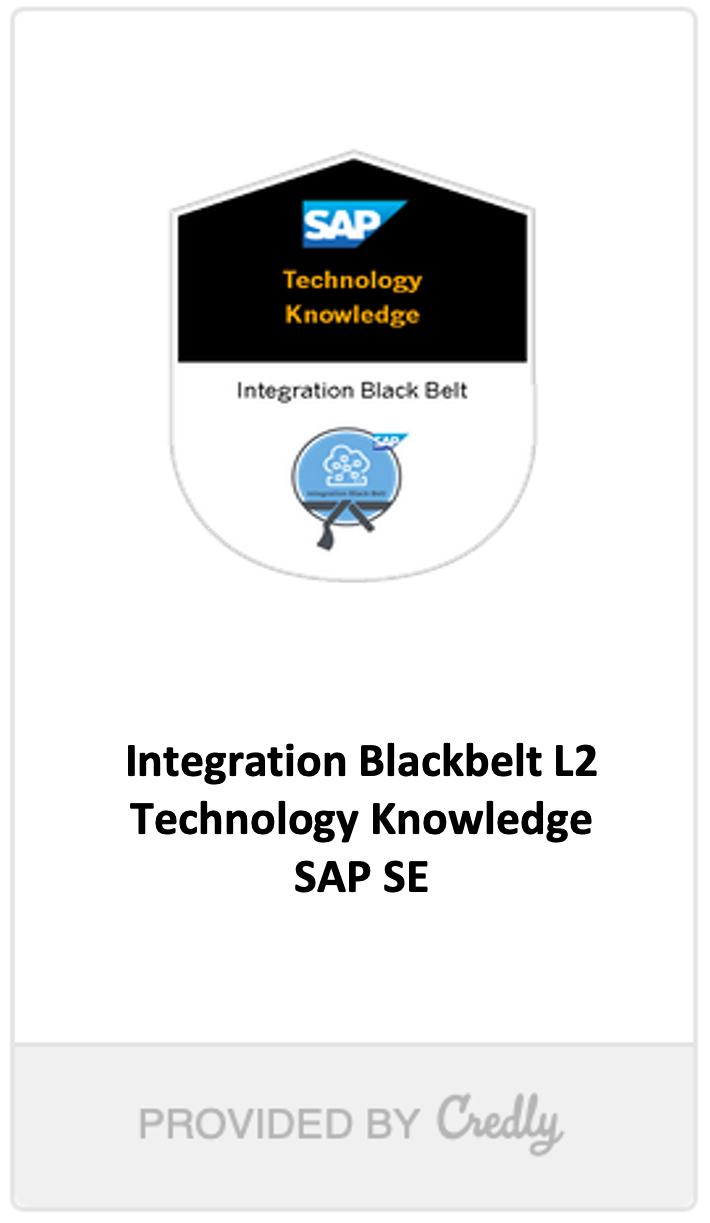 SAP
Technology
Knowledge
Integration Black Belt
SAP
Integration Black Belt
Integration Blackbelt L2
Technology Knowledge
SAP SE
PROVIDED BY Credly